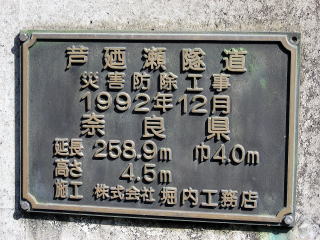 芦廼瀬隧道
災害防除工事
1992年12月
奈良県
延長 258.9m 巾4.0m
高さ 4.5m
施工 株式会社 堀内工務店